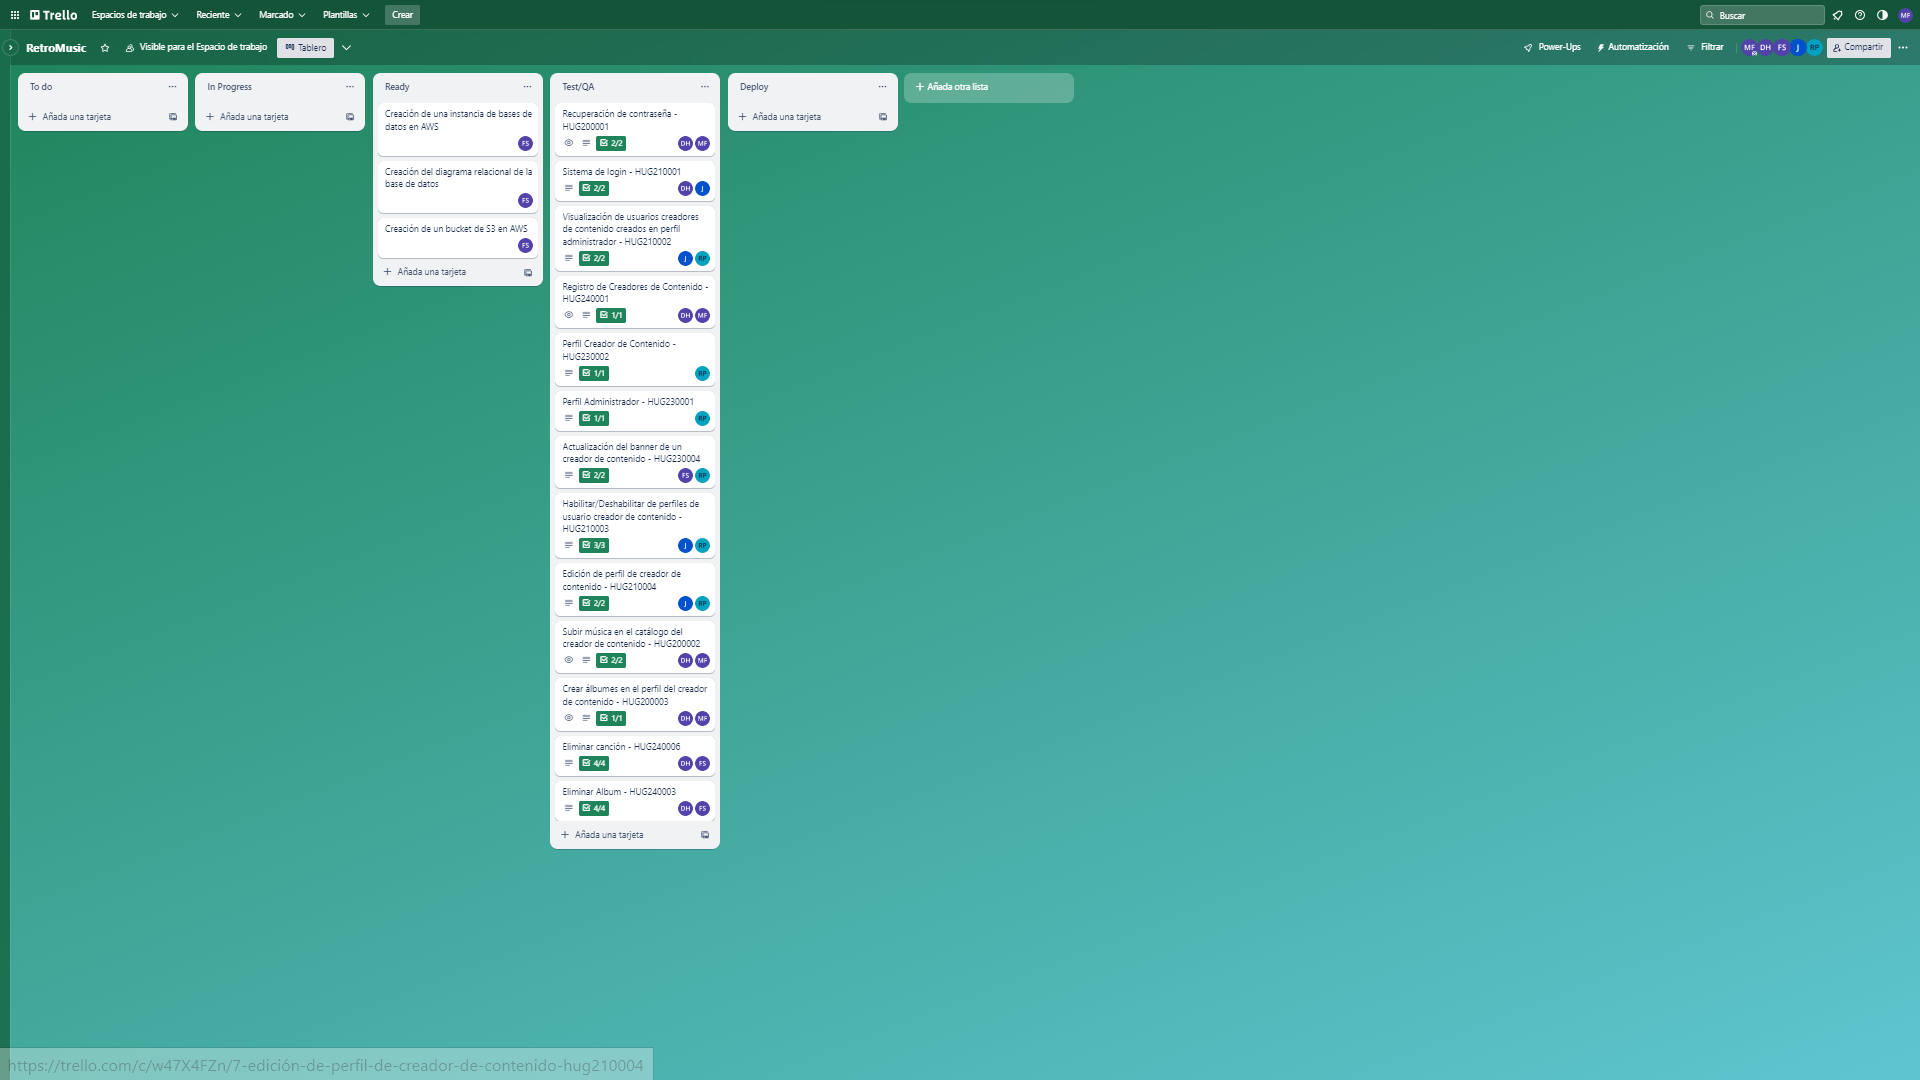 Trello
Espacios de trabajo
Reciente
Marcado
Plantillas
Crear
Buscar
MF
RetroMusic
Visible para el Espacio de trabajo
Tablero
Power-Ups
Automatización
Filtrar
MF DH FS J RP
Compartir
To do
Añada una tarjeta
In Progress
Añada una tarjeta
Ready
Creación de una instancia de bases de
datos en AWS
FS
Creación del diagrama relacional de la
base de datos
FS
Creación de un bucket de S3 en AWS
FS
Añada una tarjeta
Test/QA
Recuperación de contraseña -
HUG200001
2/2 DH MF
Sistema de login - HUG210001
2/2 DH J
Visualización de usuarios creadores
de contenido creados en perfil
administrador - HUG210002
2/2 J RP
Registro de Creadores de Contenido -
HUG240001
1/1 DH MF
Perfil Creador de Contenido -
HUG230002
1/1 RP
Perfil Administrador - HUG230001
1/1 RP
Actualización del banner de un
creador de contenido - HUG230004
2/2 FS RP
Habilitar/Deshabilitar de perfiles de
usuario creador de contenido -
HUG210003
3/3 J RP
Edición de perfil de creador de
contenido - HUG210004
2/2 J RP
Subir música en el catálogo del
creador de contenido - HUG200002
2/2 DH MF
Crear álbumes en el perfil del creador
de contenido - HUG200003
1/1 DH MF
Eliminar canción - HUG240006
4/4 DH FS
Eliminar Album - HUG240003
4/4 DH FS
Añada una tarjeta
Deploy
Añada una tarjeta
Añada otra lista
https://trello.com/c/w47X4FZn/7-edición-de-perfil-de-creador-de-contenido-hug210004